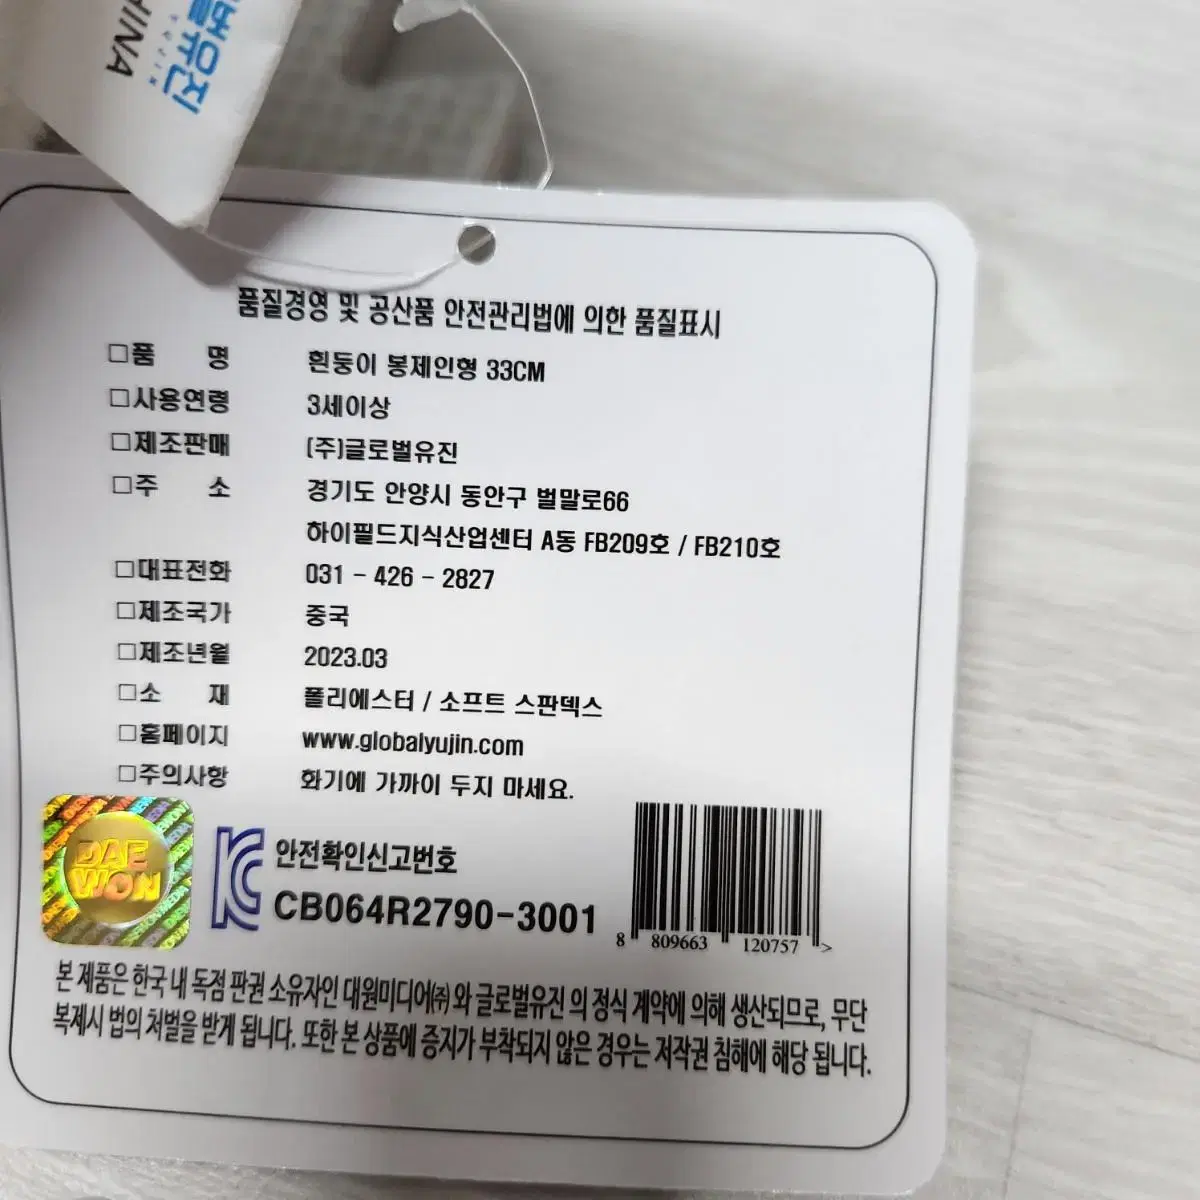 벌유진
YUJIN
CHINA
품질경영 및 공산품 안전관리법에 의한 품질표시
□품 명 흰둥이 봉제인형 33CM
□사용연령 3세이상
□제조판매 (주)글로벌유진
□주 소 경기도 안양시 동안구 벌말로66
하이필드지식산업센터 A동 FB209호 / FB210호
□대표전화 031 - 426 - 2827
□제조국가 중국
□제조년월 2023.03
□소 재 폴리에스터 / 소프트 스판덱스
□홈페이지 www.globalyujin.com
□주의사항 화기에 가까이 두지 마세요.
DAE
WON
안전확인신고번호
CB064R2790-3001
8 809663 120757 >
본 제품은 한국 내 독점 판권 소유자인 대원미디어㈜ 와 글로벌유진 의 정식 계약에 의해 생산되므로, 무단
복제시 법의 처벌을 받게 됩니다. 또한 본 상품에 증지가 부착되지 않은 경우는 저작권 침해에 해당 됩니다.